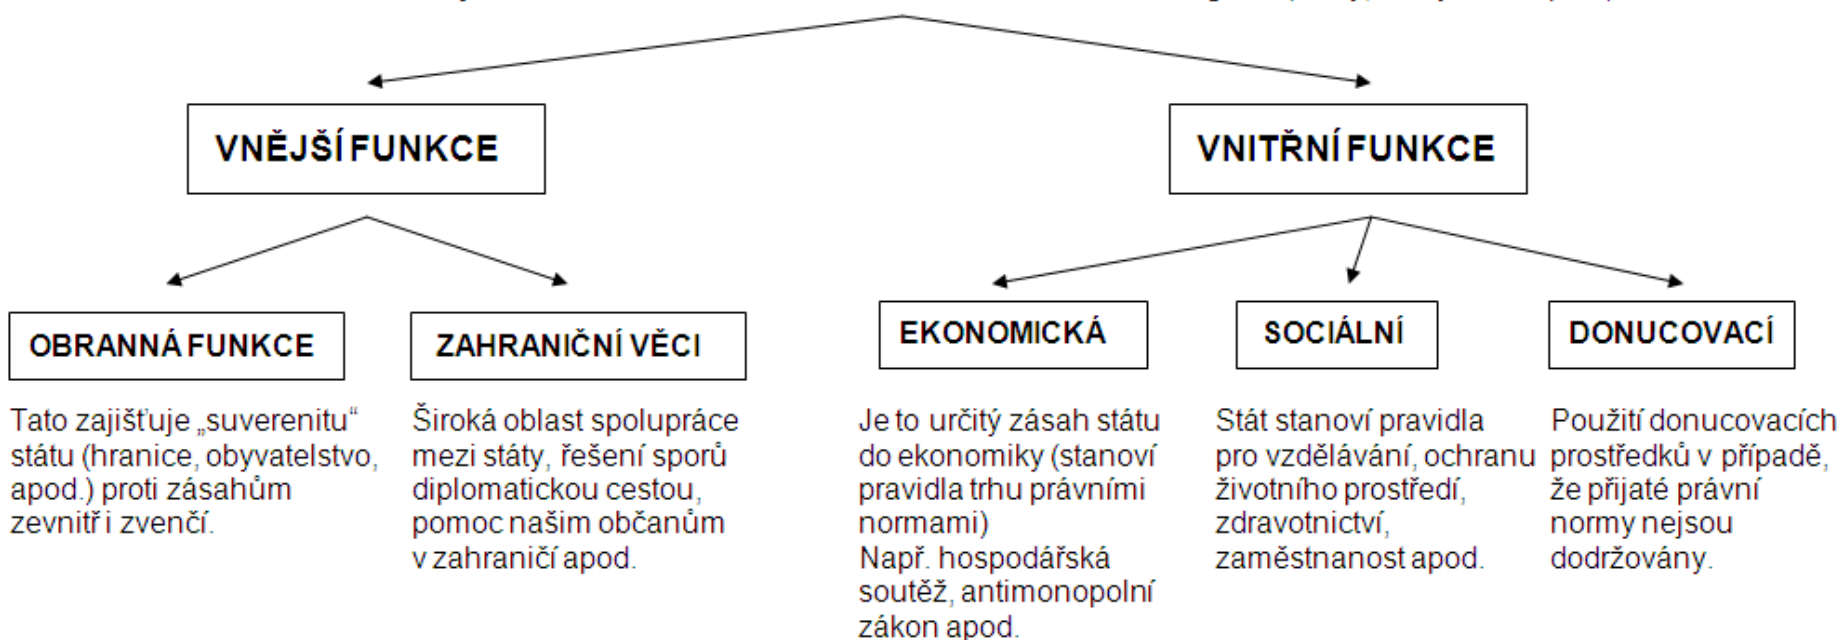 VNĚJŠÍ FUNKCE
VNITŘNÍ FUNKCE
OBRANNÁ FUNKCE
ZAHRANIČNÍ VĚCI
EKONOMICKÁ
SOCIÁLNÍ
DONUCOVACÍ
Tato zajišťuje „suverenitu“
státu (hranice, obyvatelstvo,
apod.) proti zásahům
zevnitř i zvenčí.
Široká oblast spolupráce
mezi státy, řešení sporů
diplomatickou cestou,
pomoc našim občanům
v zahraničí apod.
Je to určitý zásah státu
do ekonomiky (stanoví
pravidla trhu právními
normami)
Např. hospodářská
soutěž, antimonopolní
zákon apod.
Stát stanoví pravidla
pro vzdělávání, ochranu
životního prostředí,
zdravotnictví,
zaměstnanost apod.
Použití donucovacích
prostředků v případě,
že přijaté právní
normy nejsou
dodržovány.